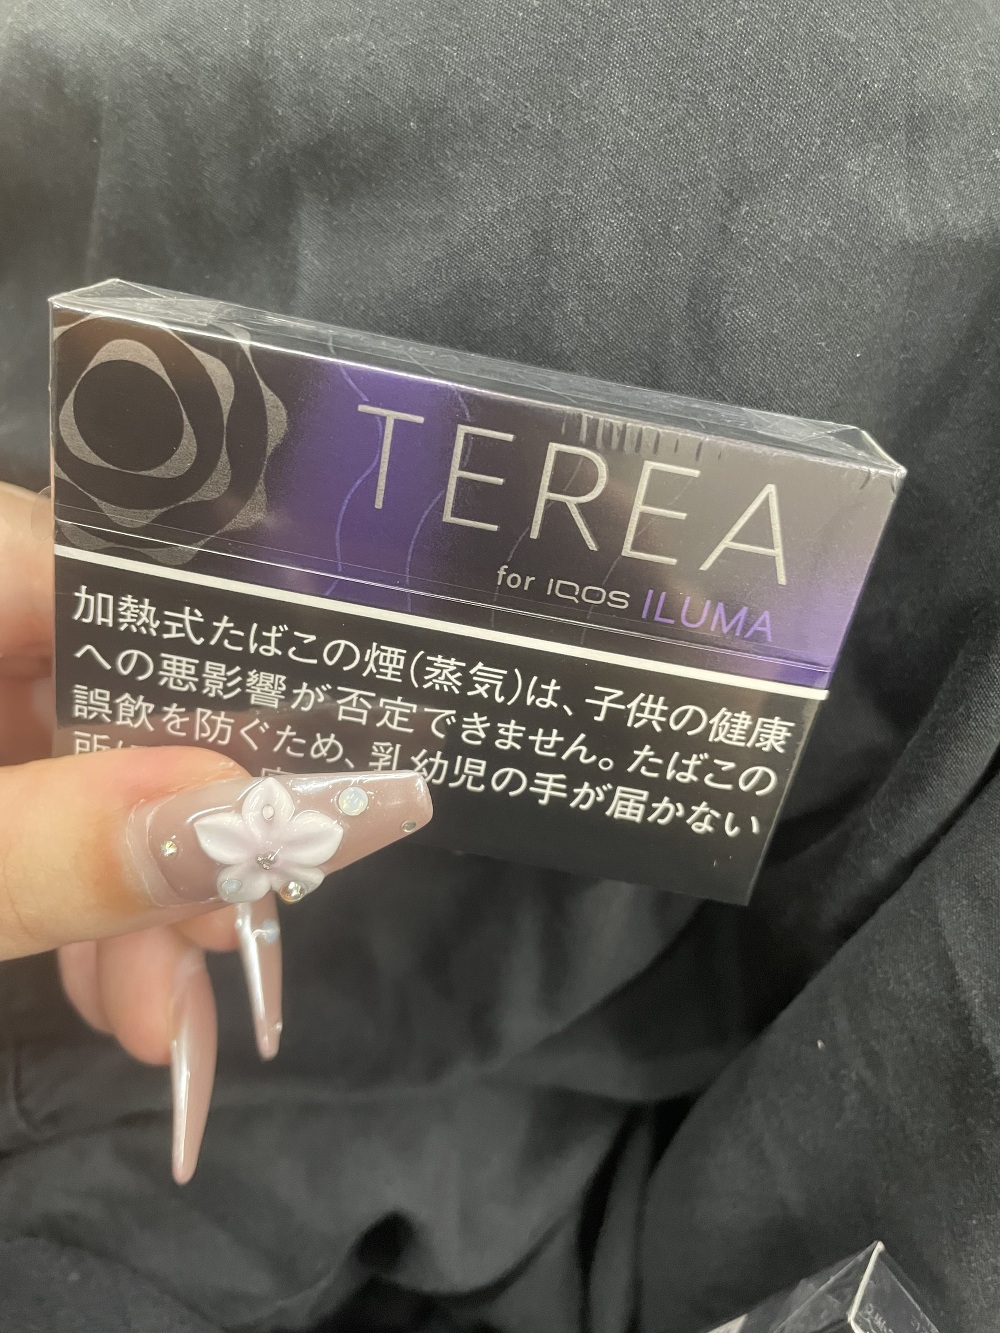 TEREA
for IQOS ILUMA
加熱式たばこの煙(蒸気)は、子供の健康
への悪影響が否定できません。たばこの
誤飲を防ぐため、乳幼児の手が届かない